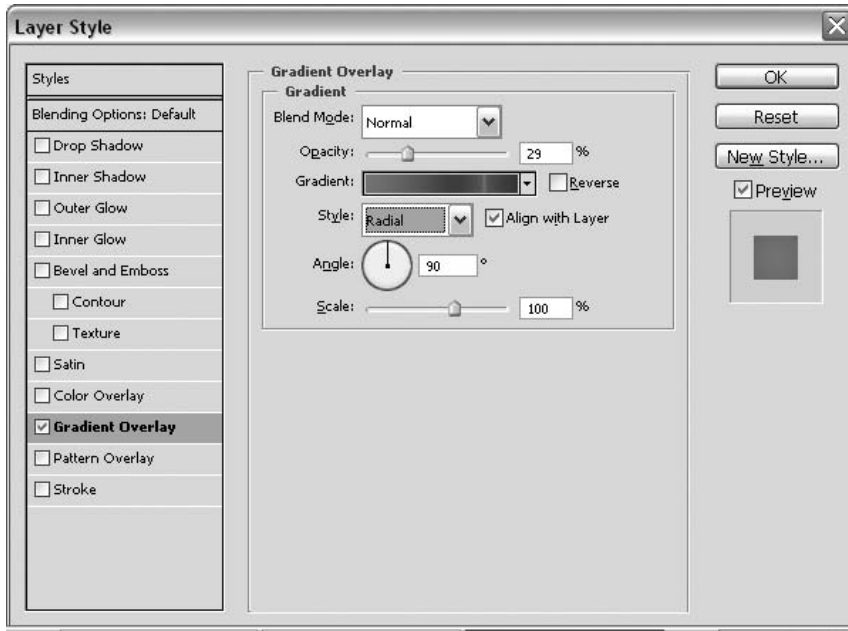 Layer Style
Styles
Blending Options: Default
Drop Shadow
Inner Shadow
Outer Glow
Inner Glow
Bevel and Emboss
Contour
Texture
Satin
Color Overlay
Gradient Overlay
Pattern Overlay
Stroke
Gradient Overlay
Gradient
Blend Mode: Normal
Opacity: 29 %
Gradient: Reverse
Style: Radial Align with Layer
Angle: 90 °
Scale: 100 %
OK
Reset
New Style...
Preview